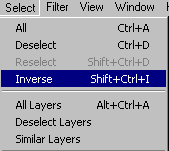 Select Filter View Window
All Ctrl+A
Deselect Ctrl+D
Reselect Shift+Ctrl+D
Inverse Shift+Ctrl+I
All Layers Alt+Ctrl+A
Deselect Layers
Similar Layers